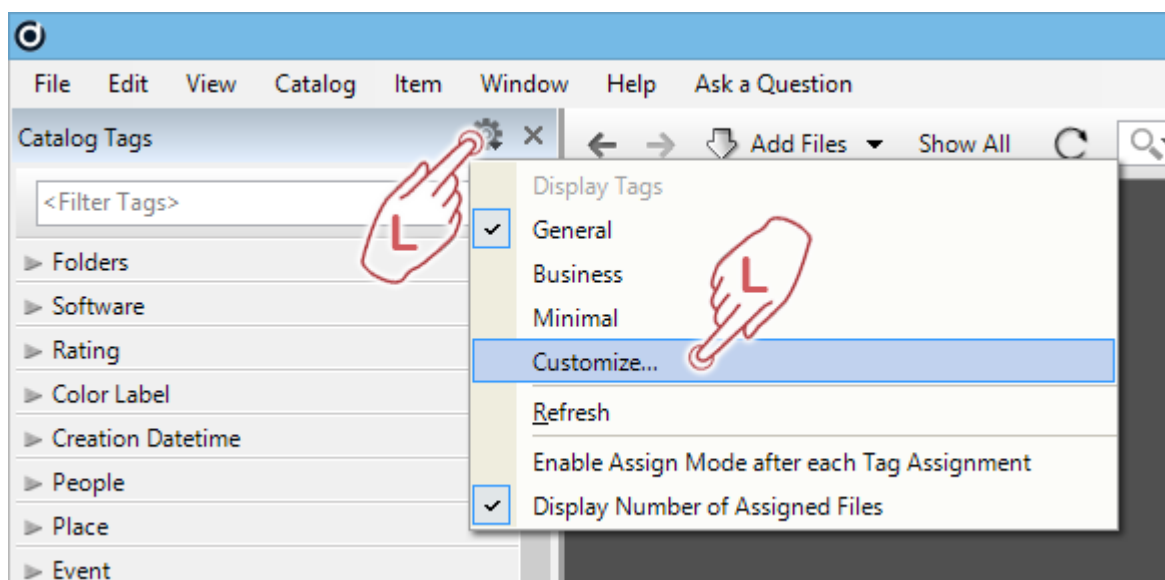 File Edit View Catalog Item Window Help Ask a Question
Catalog Tags
Add Files Show All
<Filter Tags>
Folders
Software
Rating
Color Label
Creation Datetime
People
Place
Event
Display Tags
General
Business
Minimal
Customize...
Refresh
Enable Assign Mode after each Tag Assignment
Display Number of Assigned Files
L
L